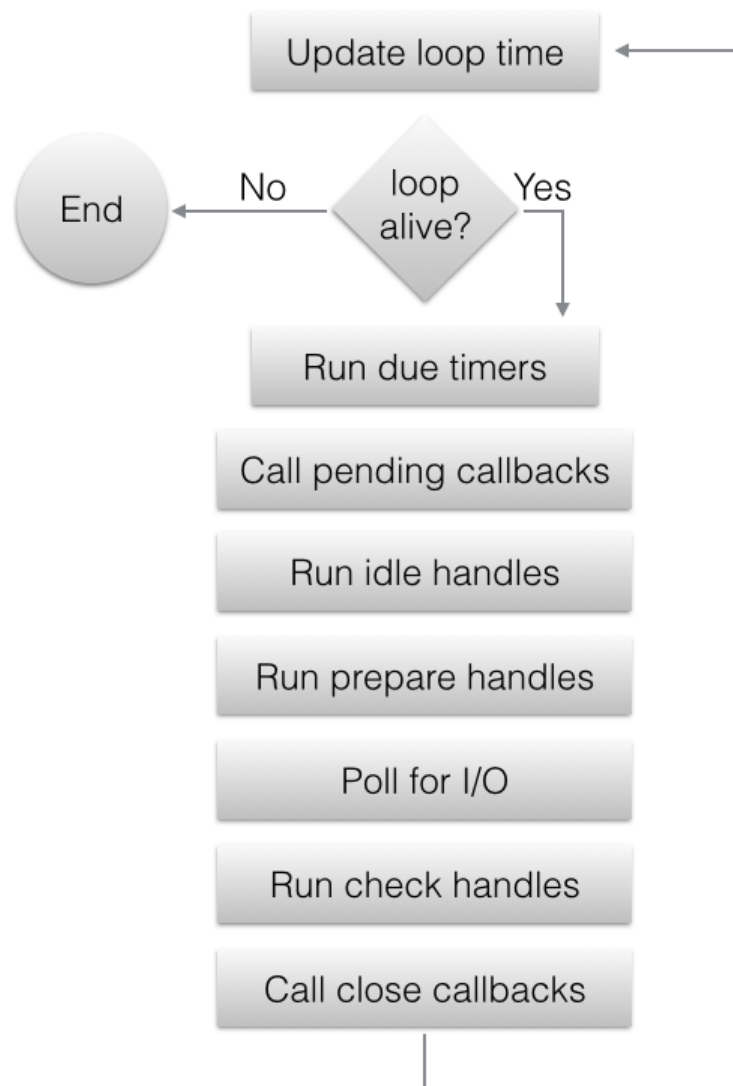 Update loop time
No
loop
alive?
Yes
End
Run due timers
Call pending callbacks
Run idle handles
Run prepare handles
Poll for I/O
Run check handles
Call close callbacks